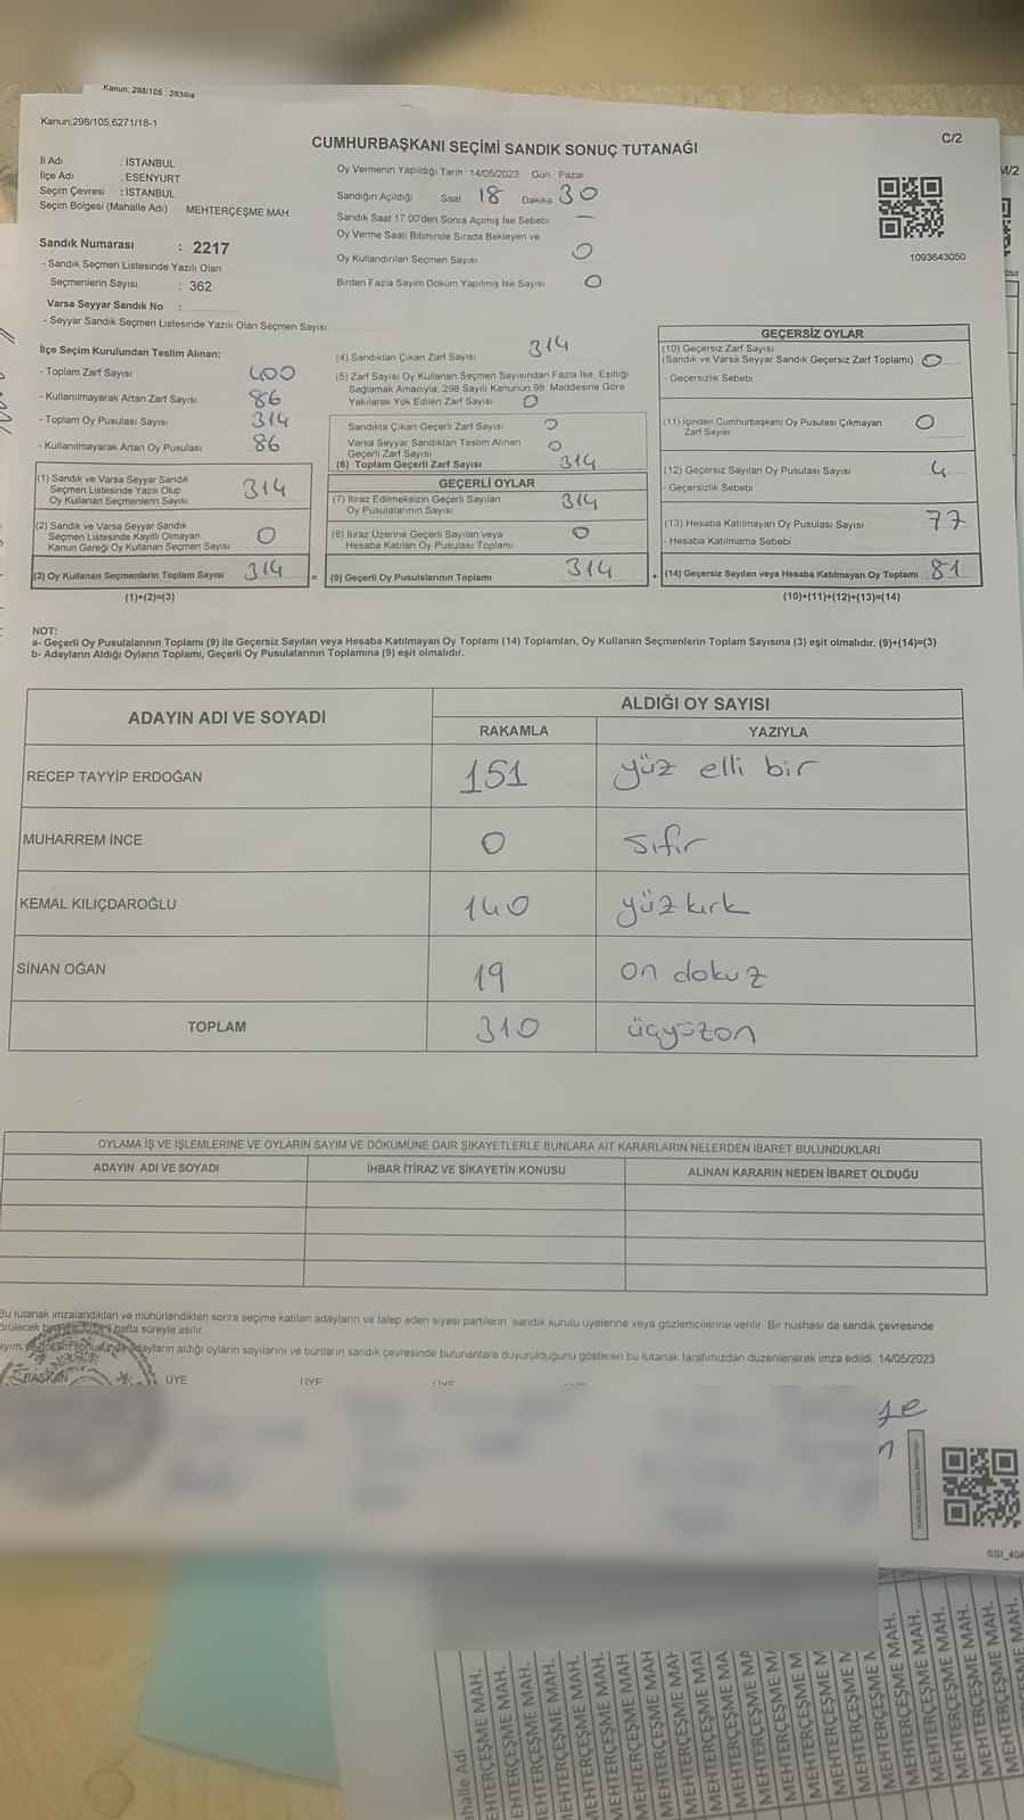 Kanun: 298/105
Kanun:298/105,6271/18-1
C/2
CUMHURBAŞKANI SEÇİMİ SANDIK SONUÇ TUTANAĞI
İl Adı : İSTANBUL
İlçe Adı : ESENYURT
Seçim Çevresi : İSTANBUL
Seçim Bölgesi (Mahalle Adı) MEHTERÇEŞME MAH.
Sandık Numarası : 2217
- Sandık Seçmen Listesinde Yazılı Olan
Seçmenlerin Sayısı : 362
Varsa Seyyar Sandık No :
- Seyyar Sandık Seçmen Listesinde Yazılı Olan Seçmen Sayısı
Oy Vermenin Yapıldığı Tarih 14/05/2023 Gün Pazar
Sandığın Açıldığı Saat 18 Dakika 30
Sandık Saat 17.00'den Sonra Açılmış İse Sebebi —
Oy Verme Saati Bitiminde Sırada Bekleyen ve
Oy Kullandırılan Seçmen Sayısı 0
Birden Fazla Sayım Döküm Yapılmış İse Sayısı 0
1093643050
İlçe Seçim Kurulundan Teslim Alınan:
- Toplam Zarf Sayısı 400
- Kullanılmayarak Artan Zarf Sayısı 86
- Toplam Oy Pusulası Sayısı 314
- Kullanılmayarak Artan Oy Pusulası 86
(1) Sandık ve Varsa Seyyar Sandık
Seçmen Listesinde Yazılı Olup
Oy Kullanan Seçmenlerin Sayısı 314
(2) Sandık ve Varsa Seyyar Sandık
Seçmen Listesinde Kayıtlı Olmayan
Kanun Gereği Oy Kullanan Seçmen Sayısı 0
(3) Oy Kullanan Seçmenlerin Toplam Sayısı 314
(1)+(2)=(3)
(4) Sandıktan Çıkan Zarf Sayısı 314
(5) Zarf Sayısı Oy Kullanan Seçmen Sayısından Fazla İse, Eşitliği
Sağlamak Amacıyla, 298 Sayılı Kanunun 98. Maddesine Göre
Yakılarak Yok Edilen Zarf Sayısı 0
Sandıkta Çıkan Geçerli Zarf Sayısı 0
Varsa Seyyar Sandıktan Teslim Alınan
Geçerli Zarf Sayısı 0
(6) Toplam Geçerli Zarf Sayısı 314
GEÇERLİ OYLAR
(7) İtiraz Edilmeksizin Geçerli Sayılan
Oy Pusulalarının Sayısı 314
(8) İtiraz Üzerine Geçerli Sayılan veya
Hesaba Katılan Oy Pusulası Toplamı 0
= (9) Geçerli Oy Pusulalarının Toplamı 314
GEÇERSİZ OYLAR
(10) Geçersiz Zarf Sayısı
(Sandık ve Varsa Seyyar Sandık Geçersiz Zarf Toplamı) 0
- Geçersizlik Sebebi
(11) İçinden Cumhurbaşkanı Oy Pusulası Çıkmayan
Zarf Sayısı 0
(12) Geçersiz Sayılan Oy Pusulası Sayısı 4
- Geçersizlik Sebebi
(13) Hesaba Katılmayan Oy Pusulası Sayısı 77
- Hesaba Katılmama Sebebi
+ (14) Geçersiz Sayılan veya Hesaba Katılmayan Oy Toplamı 81
(10)+(11)+(12)+(13)=(14)
NOT:
a- Geçerli Oy Pusulalarının Toplamı (9) ile Geçersiz Sayılan veya Hesaba Katılmayan Oy Toplamı (14) Toplamları, Oy Kullanan Seçmenlerin Toplam Sayısına (3) eşit olmalıdır. (9)+(14)=(3)
b- Adayların Aldığı Oyların Toplamı, Geçerli Oy Pusulalarının Toplamına (9) eşit olmalıdır.
ADAYIN ADI VE SOYADI
ALDIĞI OY SAYISI
RAKAMLA YAZIYLA
RECEP TAYYİP ERDOĞAN 151 yüz elli bir
MUHARREM İNCE 0 sıfır
KEMAL KILIÇDAROĞLU 140 yüzkırk
SİNAN OĞAN 19 on dokuz
TOPLAM 310 üçyüzon
OYLAMA İŞ VE İŞLEMLERİNE VE OYLARIN SAYIM VE DÖKÜMÜNE DAİR ŞİKAYETLERLE BUNLARA AİT KARARLARIN NELERDEN İBARET BULUNDUKLARI
ADAYIN ADI VE SOYADI İHBAR İTİRAZ VE ŞİKAYETİN KONUSU ALINAN KARARIN NEDEN İBARET OLDUĞU
Bu tutanak imzalandıktan ve mühürlendikten sonra seçime katılan adayların ve talep eden siyasi partilerin, sandık kurulu üyelerine veya gözlemcilerine verilir. Bir nüshası da sandık çevresinde
hafta süreyle asılır.
adayların aldığı oyların sayılarını ve bunların sandık çevresinde bulunanlara duyurulduğunu gösteren bu tutanak tarafımızdan düzenlenerek imza edildi. 14/05/2023
BAŞKAN ÜYE
MEHTERÇEŞME MAH.
MEHTERÇEŞME MAH.
MEHTERÇEŞME MAH.
MEHTERÇEŞME MAH.
MEHTERÇEŞME MAH.